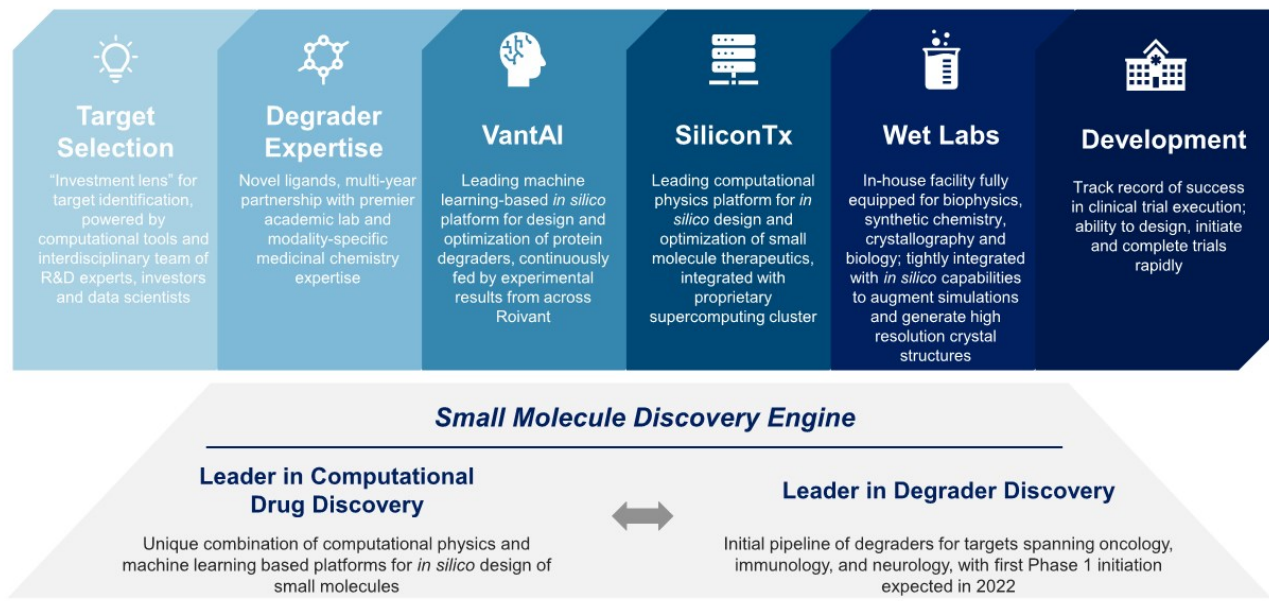 Target
Selection
“Investment lens” for
target identification,
powered by
computational tools and
interdisciplinary team of
R&D experts, investors
and data scientists
Degrader
Expertise
Novel ligands, multi-year
partnership with premier
academic lab and
modality-specific
medicinal chemistry
expertise
VantAI
Leading machine
learning-based in silico
platform for design and
optimization of protein
degraders, continuously
fed by experimental
results from across
Roivant
SiliconTx
Leading computational
physics platform for in
silico design and
optimization of small
molecule therapeutics,
integrated with
proprietary
supercomputing cluster
Wet Labs
In-house facility fully
equipped for biophysics,
synthetic chemistry,
crystallography and
biology; tightly integrated
with in silico capabilities
to augment simulations
and generate high
resolution crystal
structures
Development
Track record of success
in clinical trial execution;
ability to design, initiate
and complete trials
rapidly
Small Molecule Discovery Engine
Leader in Computational
Drug Discovery
Unique combination of computational physics and
machine learning based platforms for in silico design of
small molecules
Leader in Degrader Discovery
Initial pipeline of degraders for targets spanning oncology,
immunology, and neurology, with first Phase 1 initiation
expected in 2022